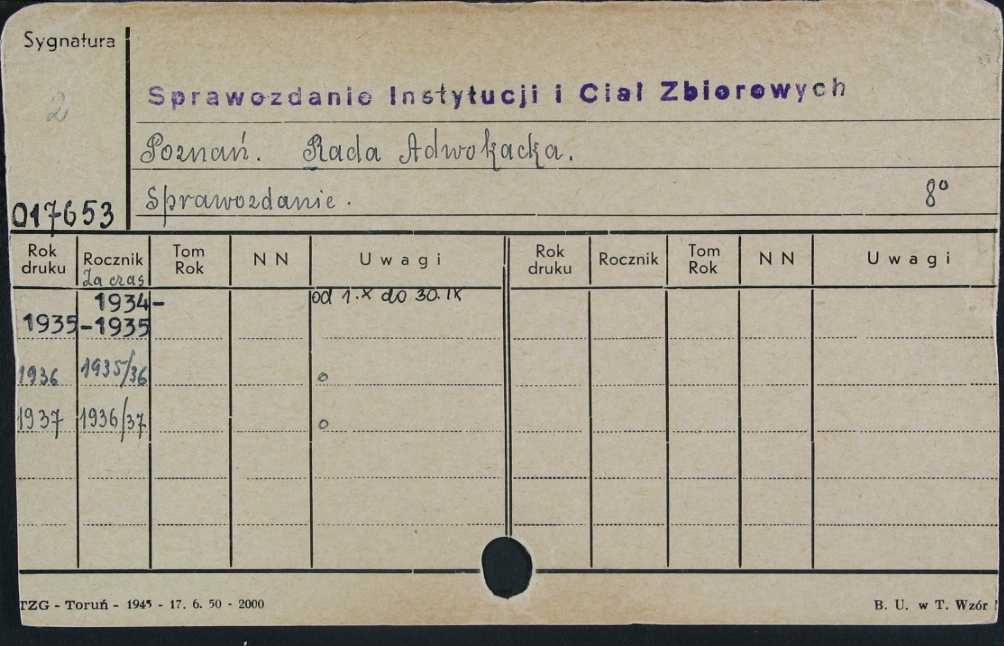 Sygnatura
2
Sprawozdanie Instytucji i Ciał Zbiorowych
Poznań. Rada Adwokacka.
Sprawozdanie. 8°
017653
Rok druku Rocznik Tom Rok N N Uwagi Rok druku Rocznik Tom Rok N N Uwagi
Za czas
1934- od 1.X do 30.IX
1935 -1935
1936 1935/36 o
1937 1936/37 o
TZG - Toruń - 1945 - 17. 6. 50 - 2000 B. U. w T. Wzór